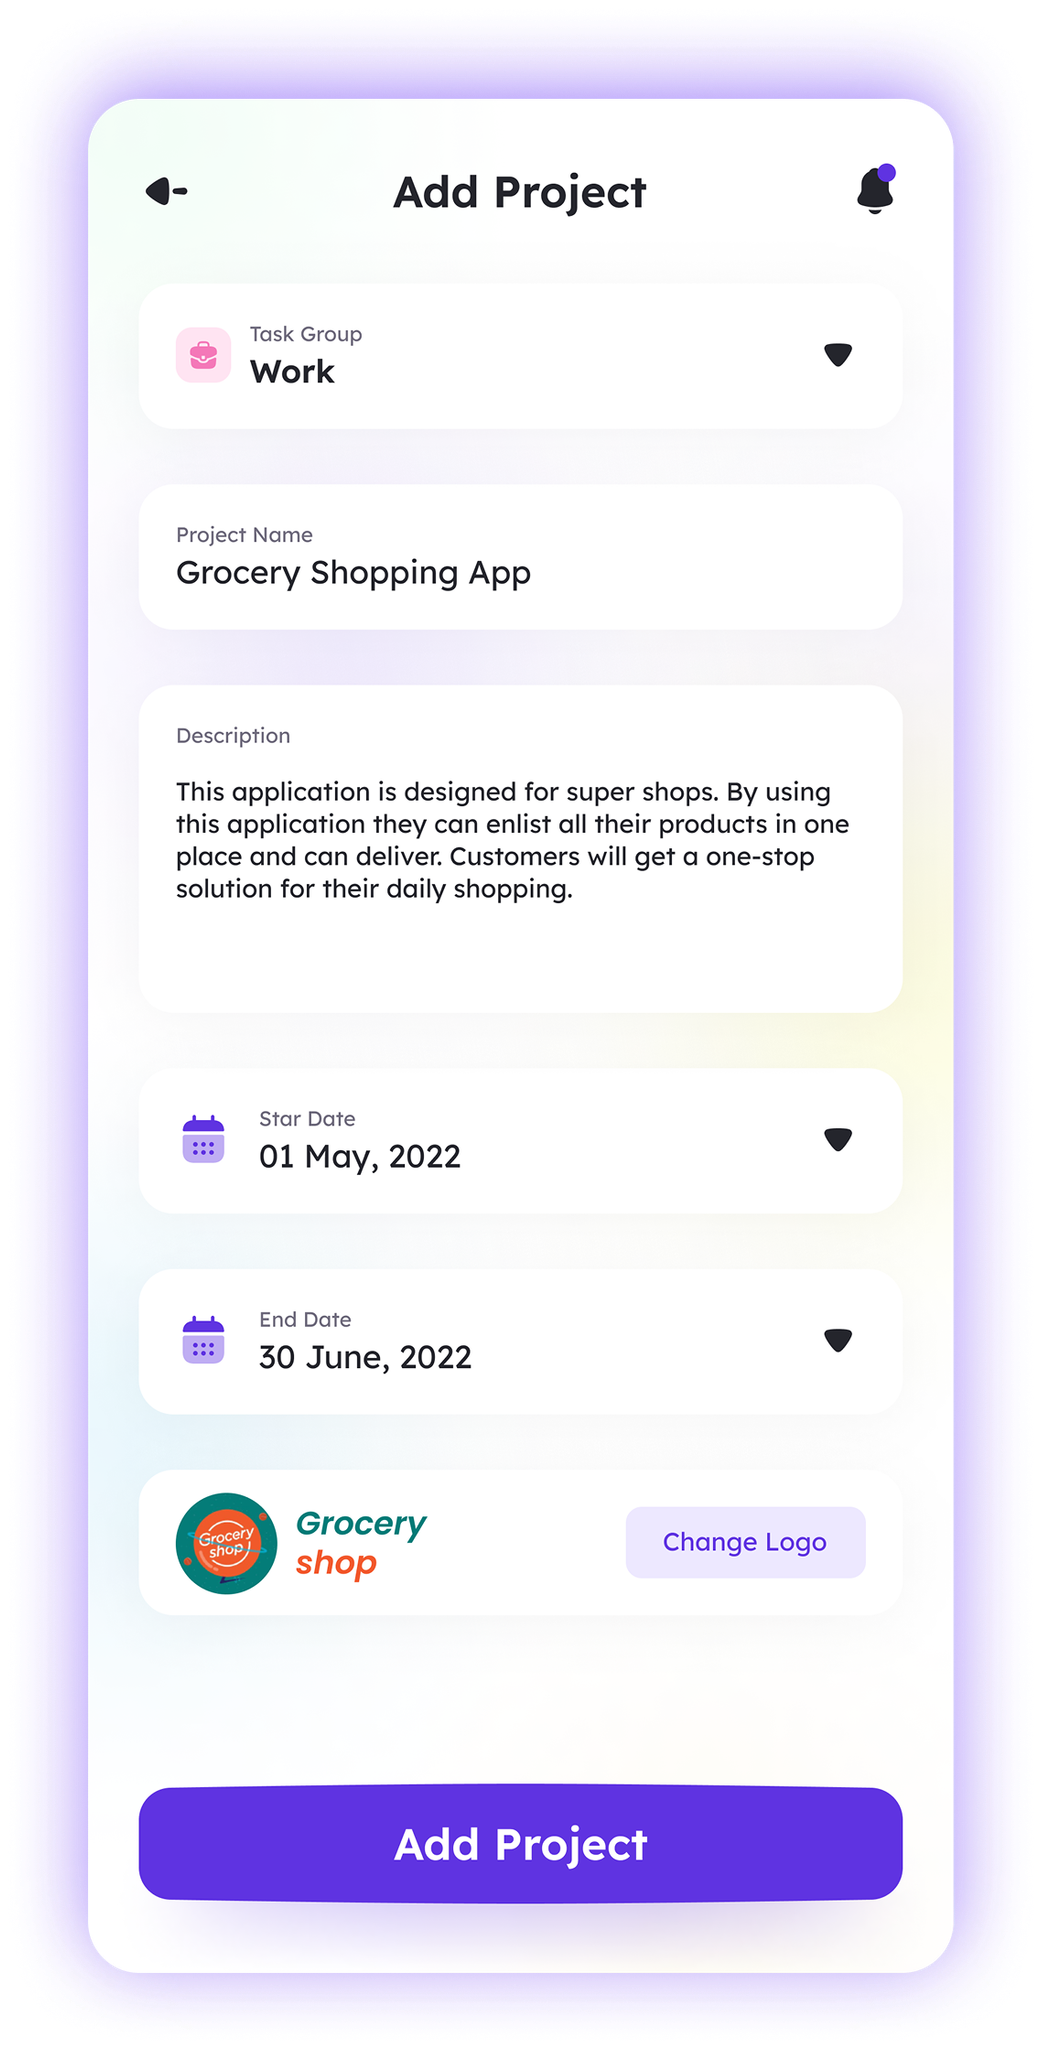 Add Project
Task Group
Work
Project Name
Grocery Shopping App
Description
This application is designed for super shops. By using
this application they can enlist all their products in one
place and can deliver. Customers will get a one-stop
solution for their daily shopping.
Star Date
01 May, 2022
End Date
30 June, 2022
Grocery
shop!
Grocery
shop
Change Logo
Add Project